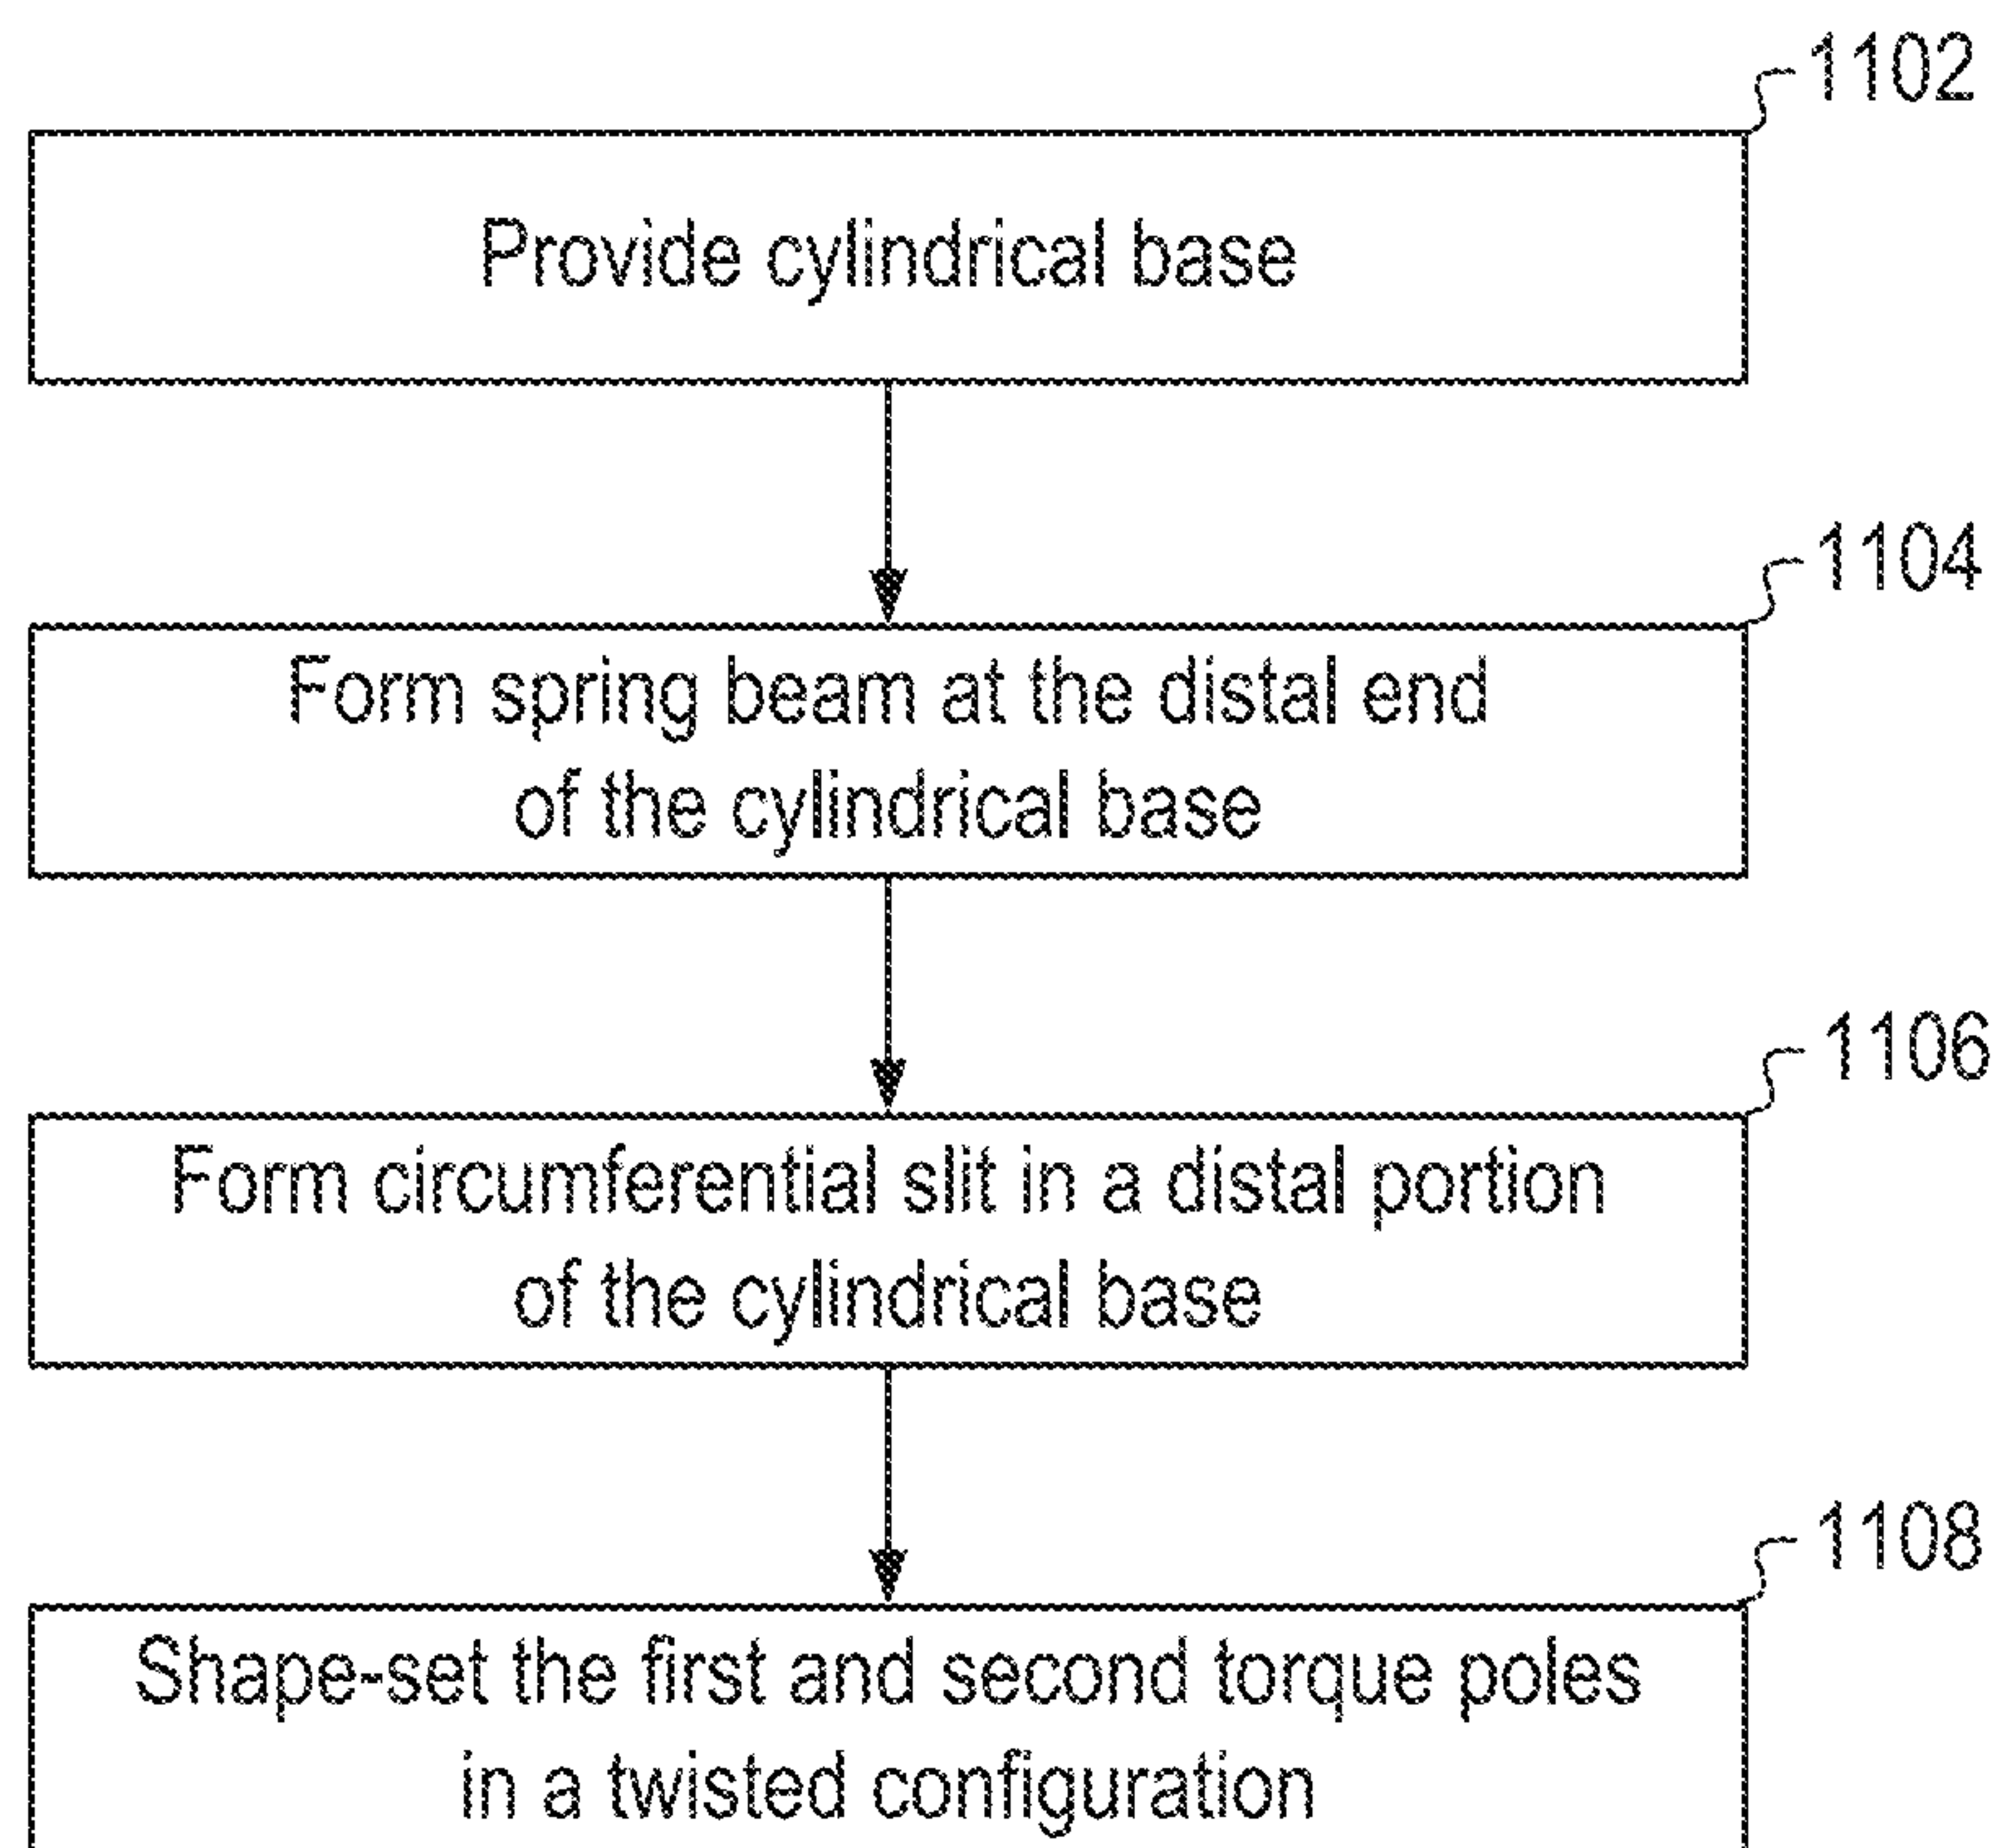 1102
Provide cylindrical base
1104
Form spring beam at the distal end
of the cylindrical base
1106
Form circumferential slit in a distal portion
of the cylindrical base
1108
Shape-set the first and second torque poles
in a twisted configuration